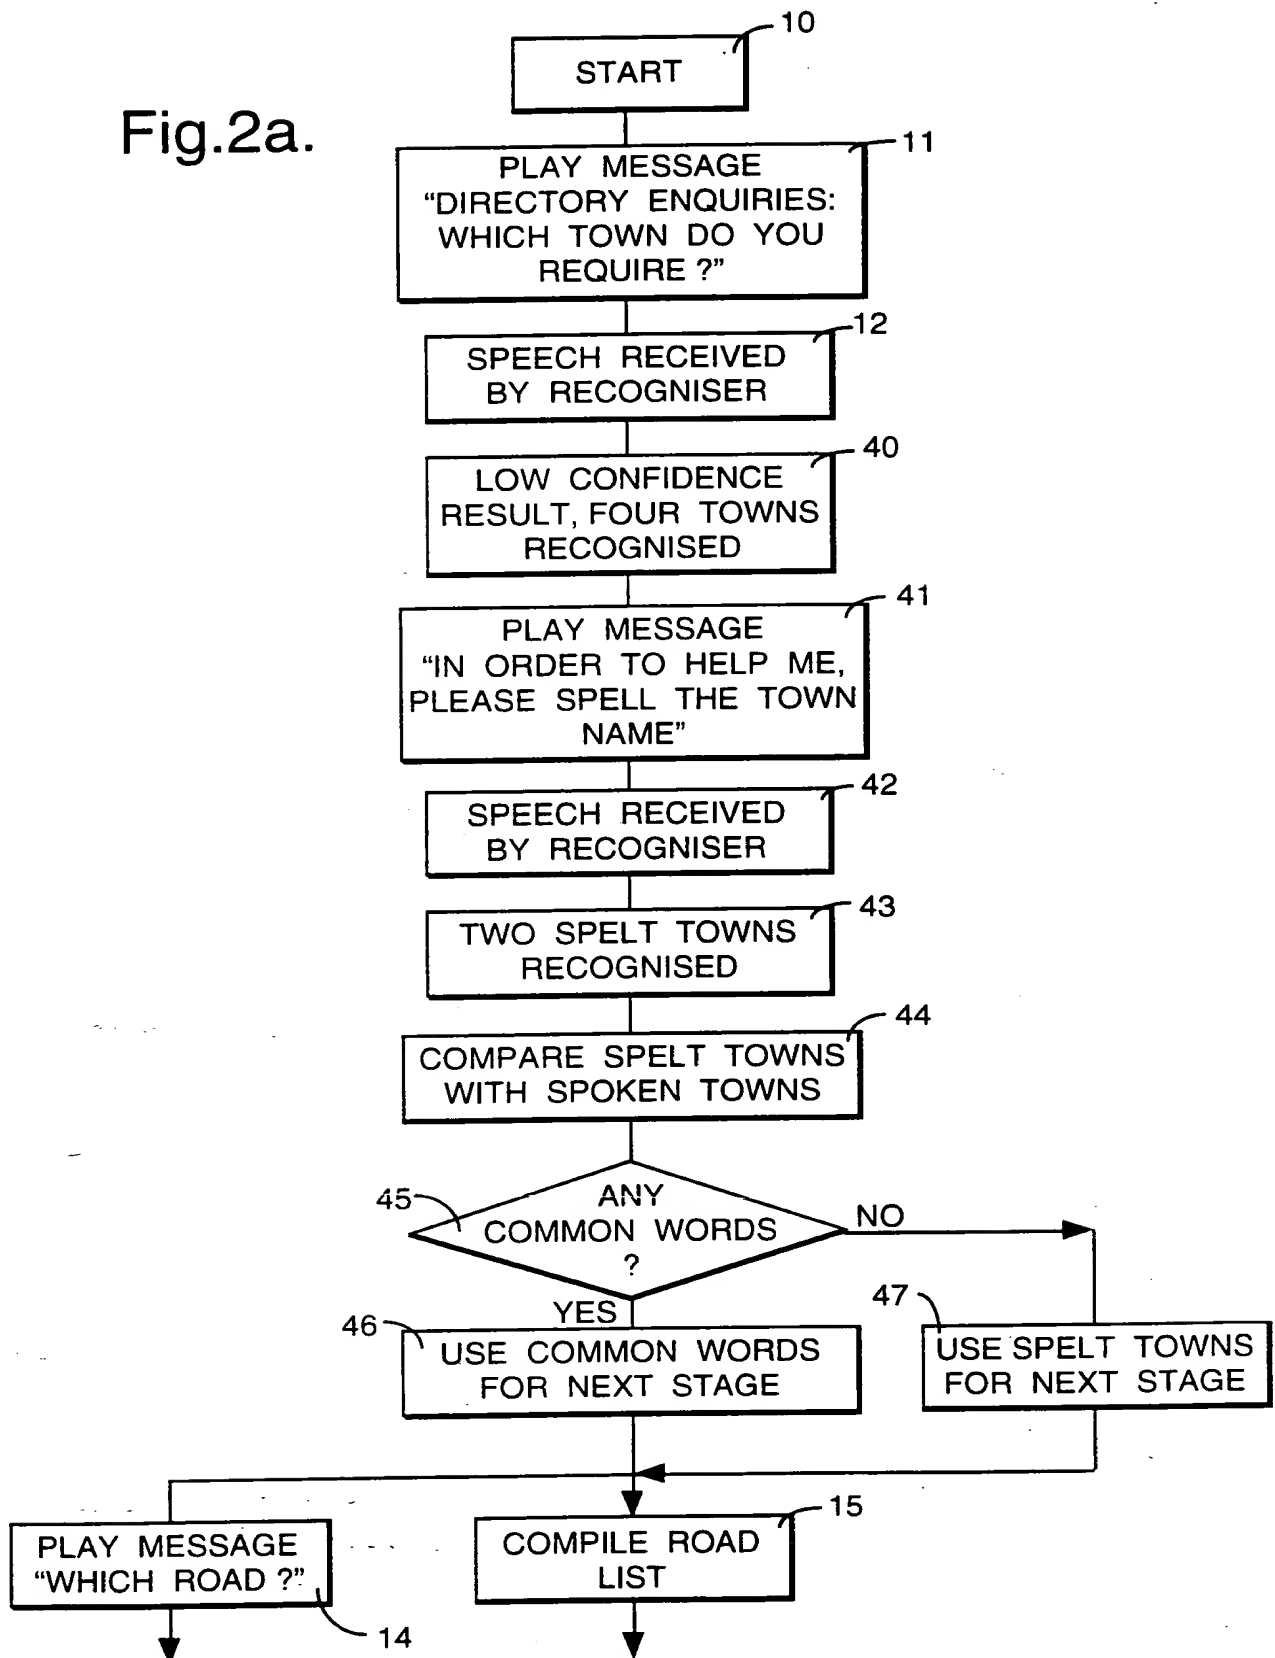 Fig.2a.
10
START
11
PLAY MESSAGE
“DIRECTORY ENQUIRIES:
WHICH TOWN DO YOU
REQUIRE ?”
12
SPEECH RECEIVED
BY RECOGNISER
40
LOW CONFIDENCE
RESULT, FOUR TOWNS
RECOGNISED
41
PLAY MESSAGE
“IN ORDER TO HELP ME,
PLEASE SPELL THE TOWN
NAME”
42
SPEECH RECEIVED
BY RECOGNISER
43
TWO SPELT TOWNS
RECOGNISED
44
COMPARE SPELT TOWNS
WITH SPOKEN TOWNS
45
ANY
COMMON WORDS
?
NO
YES
46
USE COMMON WORDS
FOR NEXT STAGE
47
USE SPELT TOWNS
FOR NEXT STAGE
PLAY MESSAGE
“WHICH ROAD ?”
14
15
COMPILE ROAD
LIST